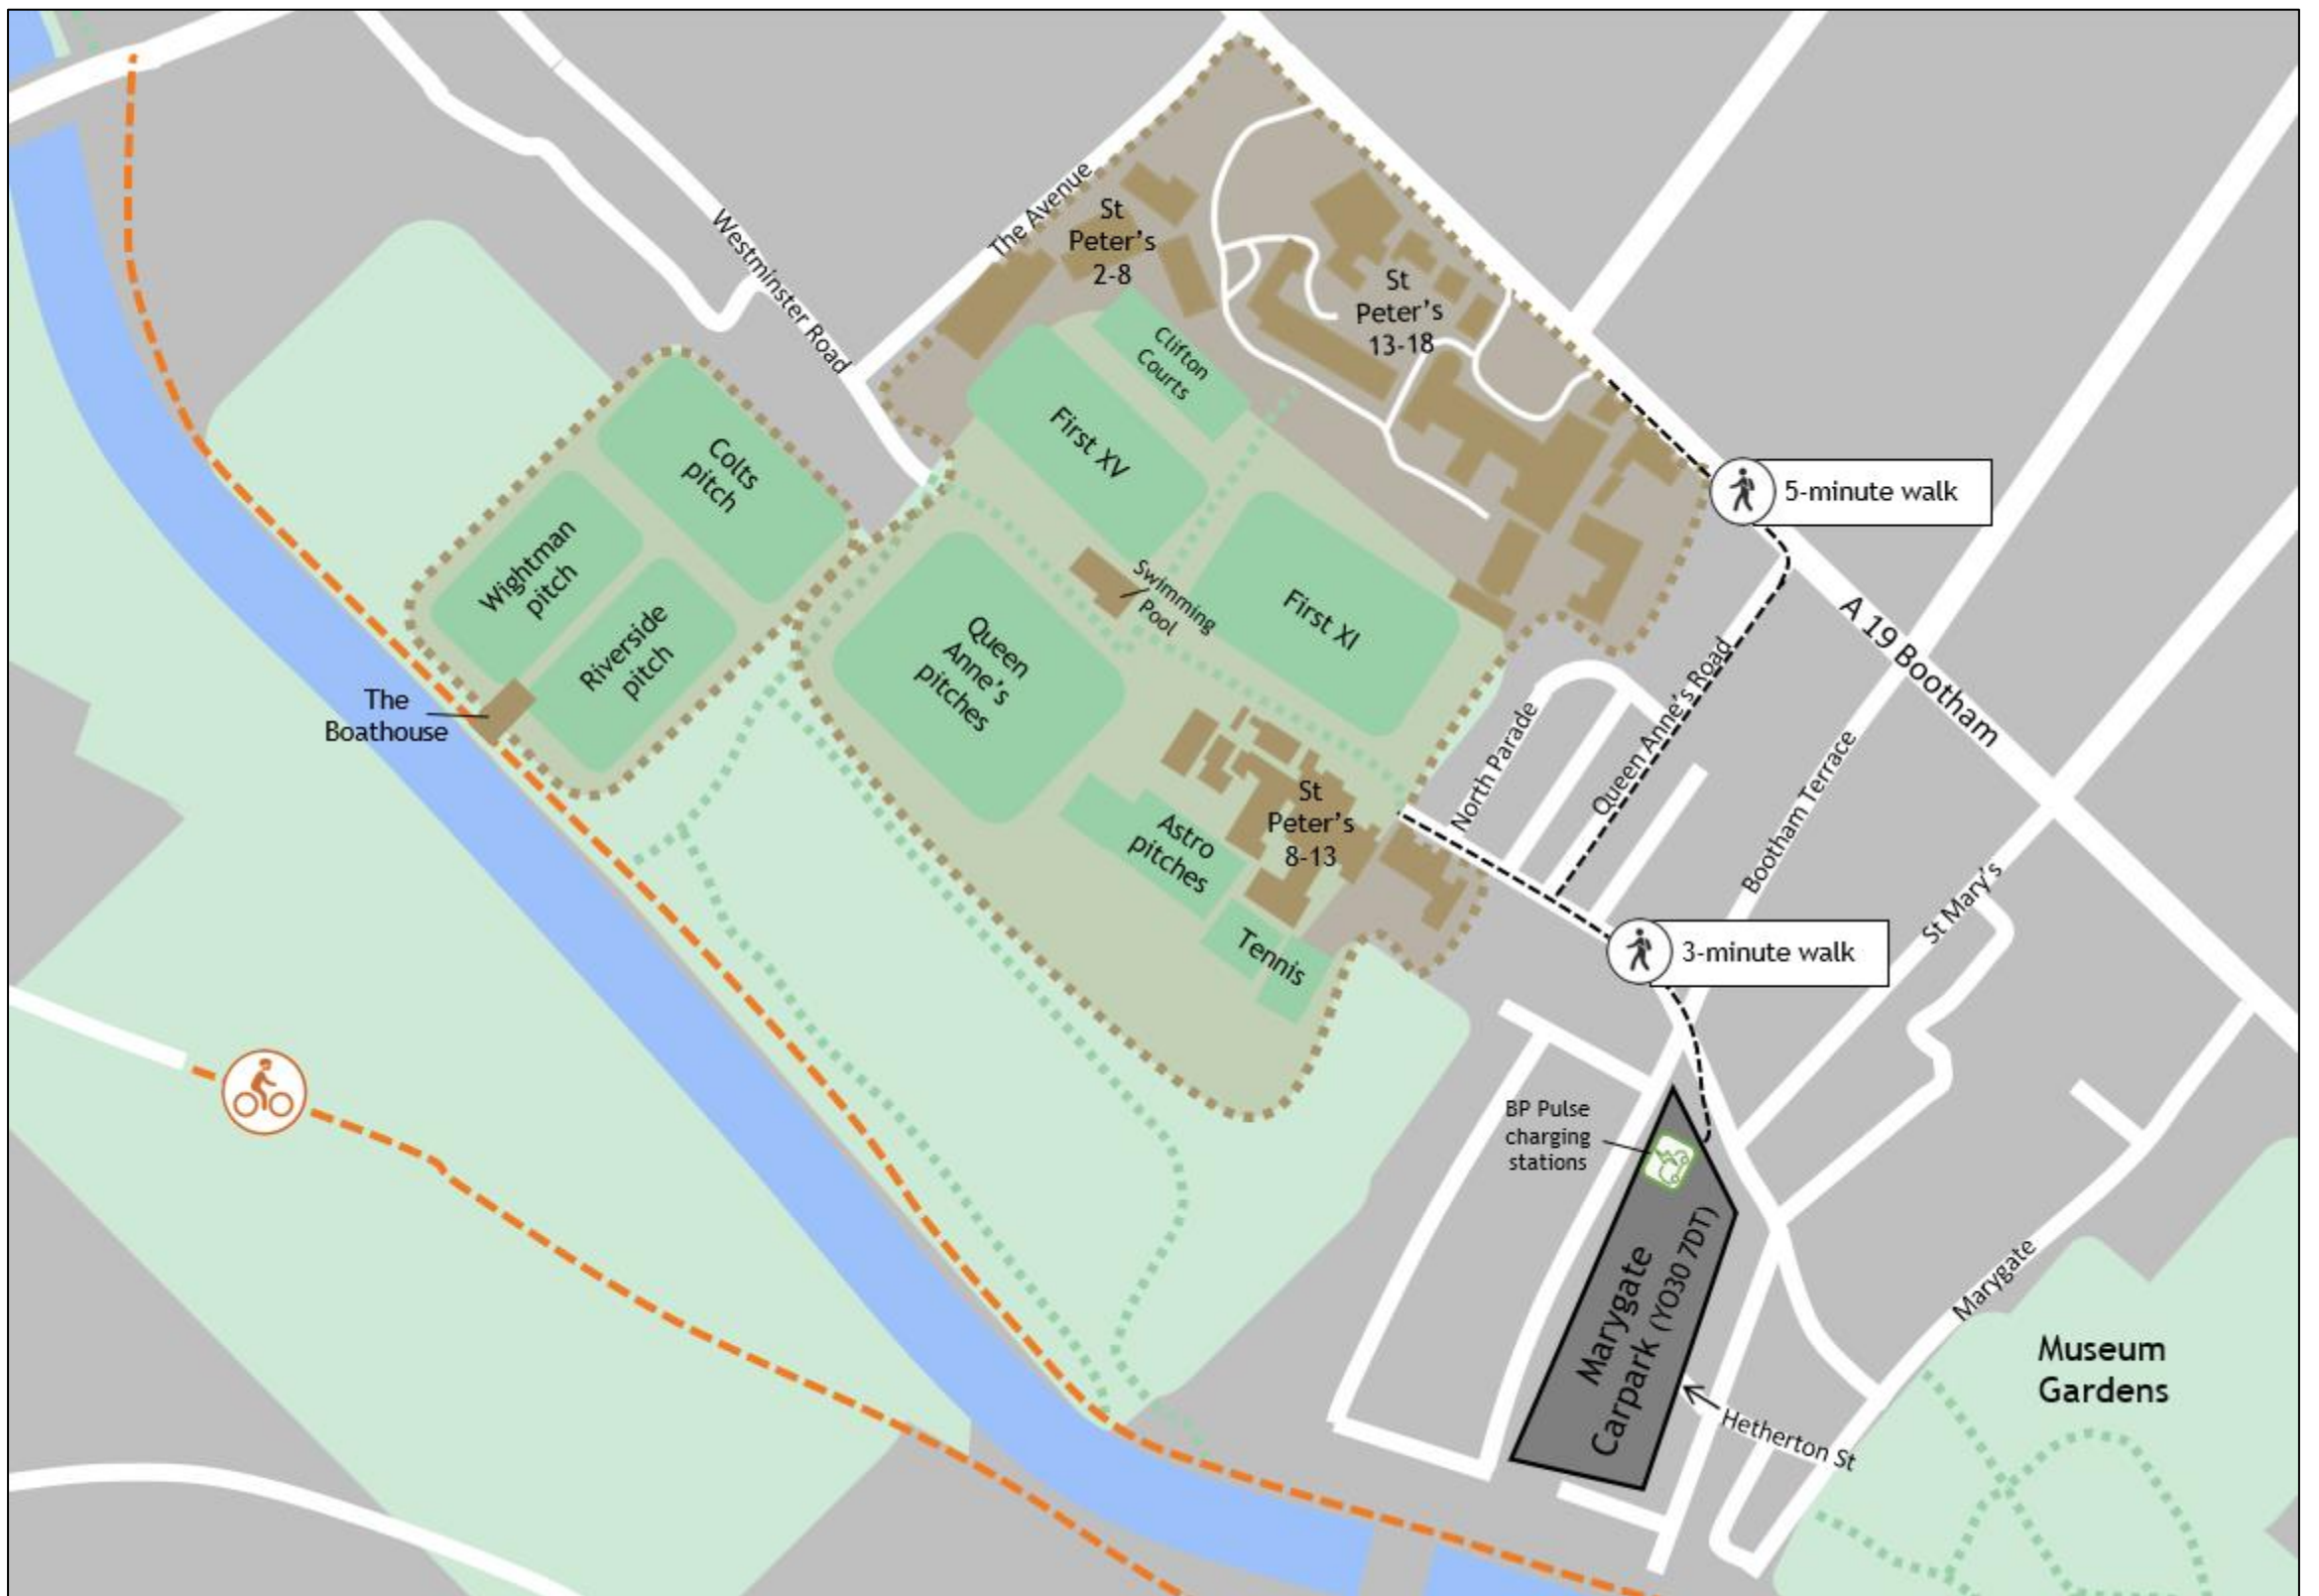 The Avenue
St
Peter's
2-8
Westminster Road
St
Peter's
13-18
Clifton
Courts
First XV
Colts
pitch
5-minute walk
Wightman
pitch
Swimming
Pool
First XI
A 19 Bootham
Riverside
pitch
Queen
Anne's
pitches
The
Boathouse
North Parade
Queen Anne's Road
Bootham Terrace
St
Peter's
8-13
Astro
pitches
St Mary's
Tennis
3-minute walk
BP Pulse
charging
stations
Marygate
Carpark (YO30 7DT)
Marygate
Museum
Gardens
Hetherton St